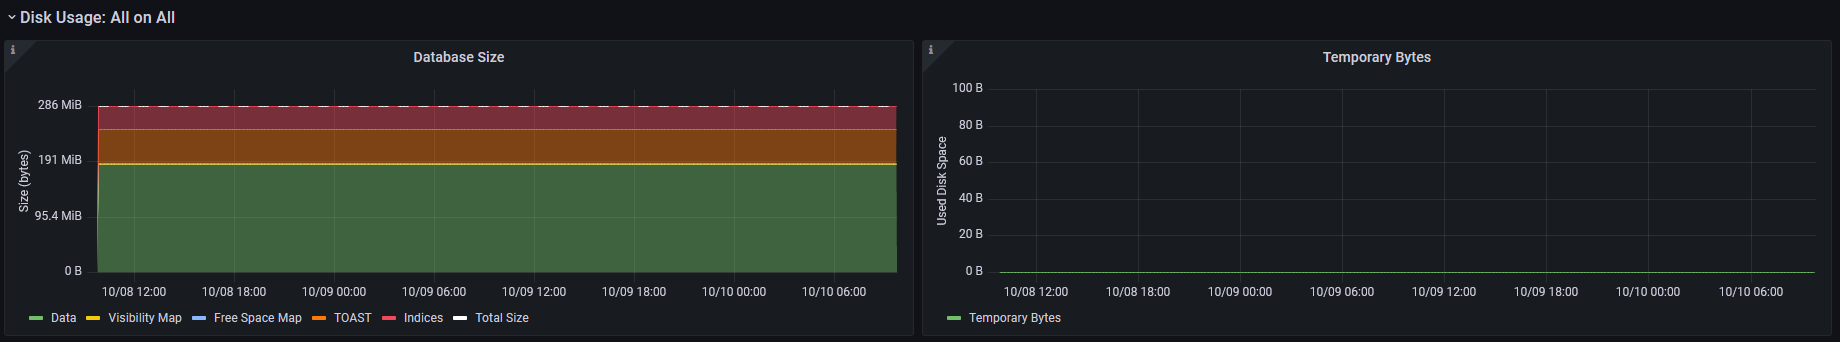 Disk Usage: All on All
i
Database Size
Size (bytes)
286 MiB
191 MiB
95.4 MiB
0 B
10/08 12:00 10/08 18:00 10/09 00:00 10/09 06:00 10/09 12:00 10/09 18:00 10/10 00:00 10/10 06:00
Data Visibility Map Free Space Map TOAST Indices Total Size
i
Temporary Bytes
Used Disk Space
100 B
80 B
60 B
40 B
20 B
0 B
10/08 12:00 10/08 18:00 10/09 00:00 10/09 06:00 10/09 12:00 10/09 18:00 10/10 00:00 10/10 06:00
Temporary Bytes